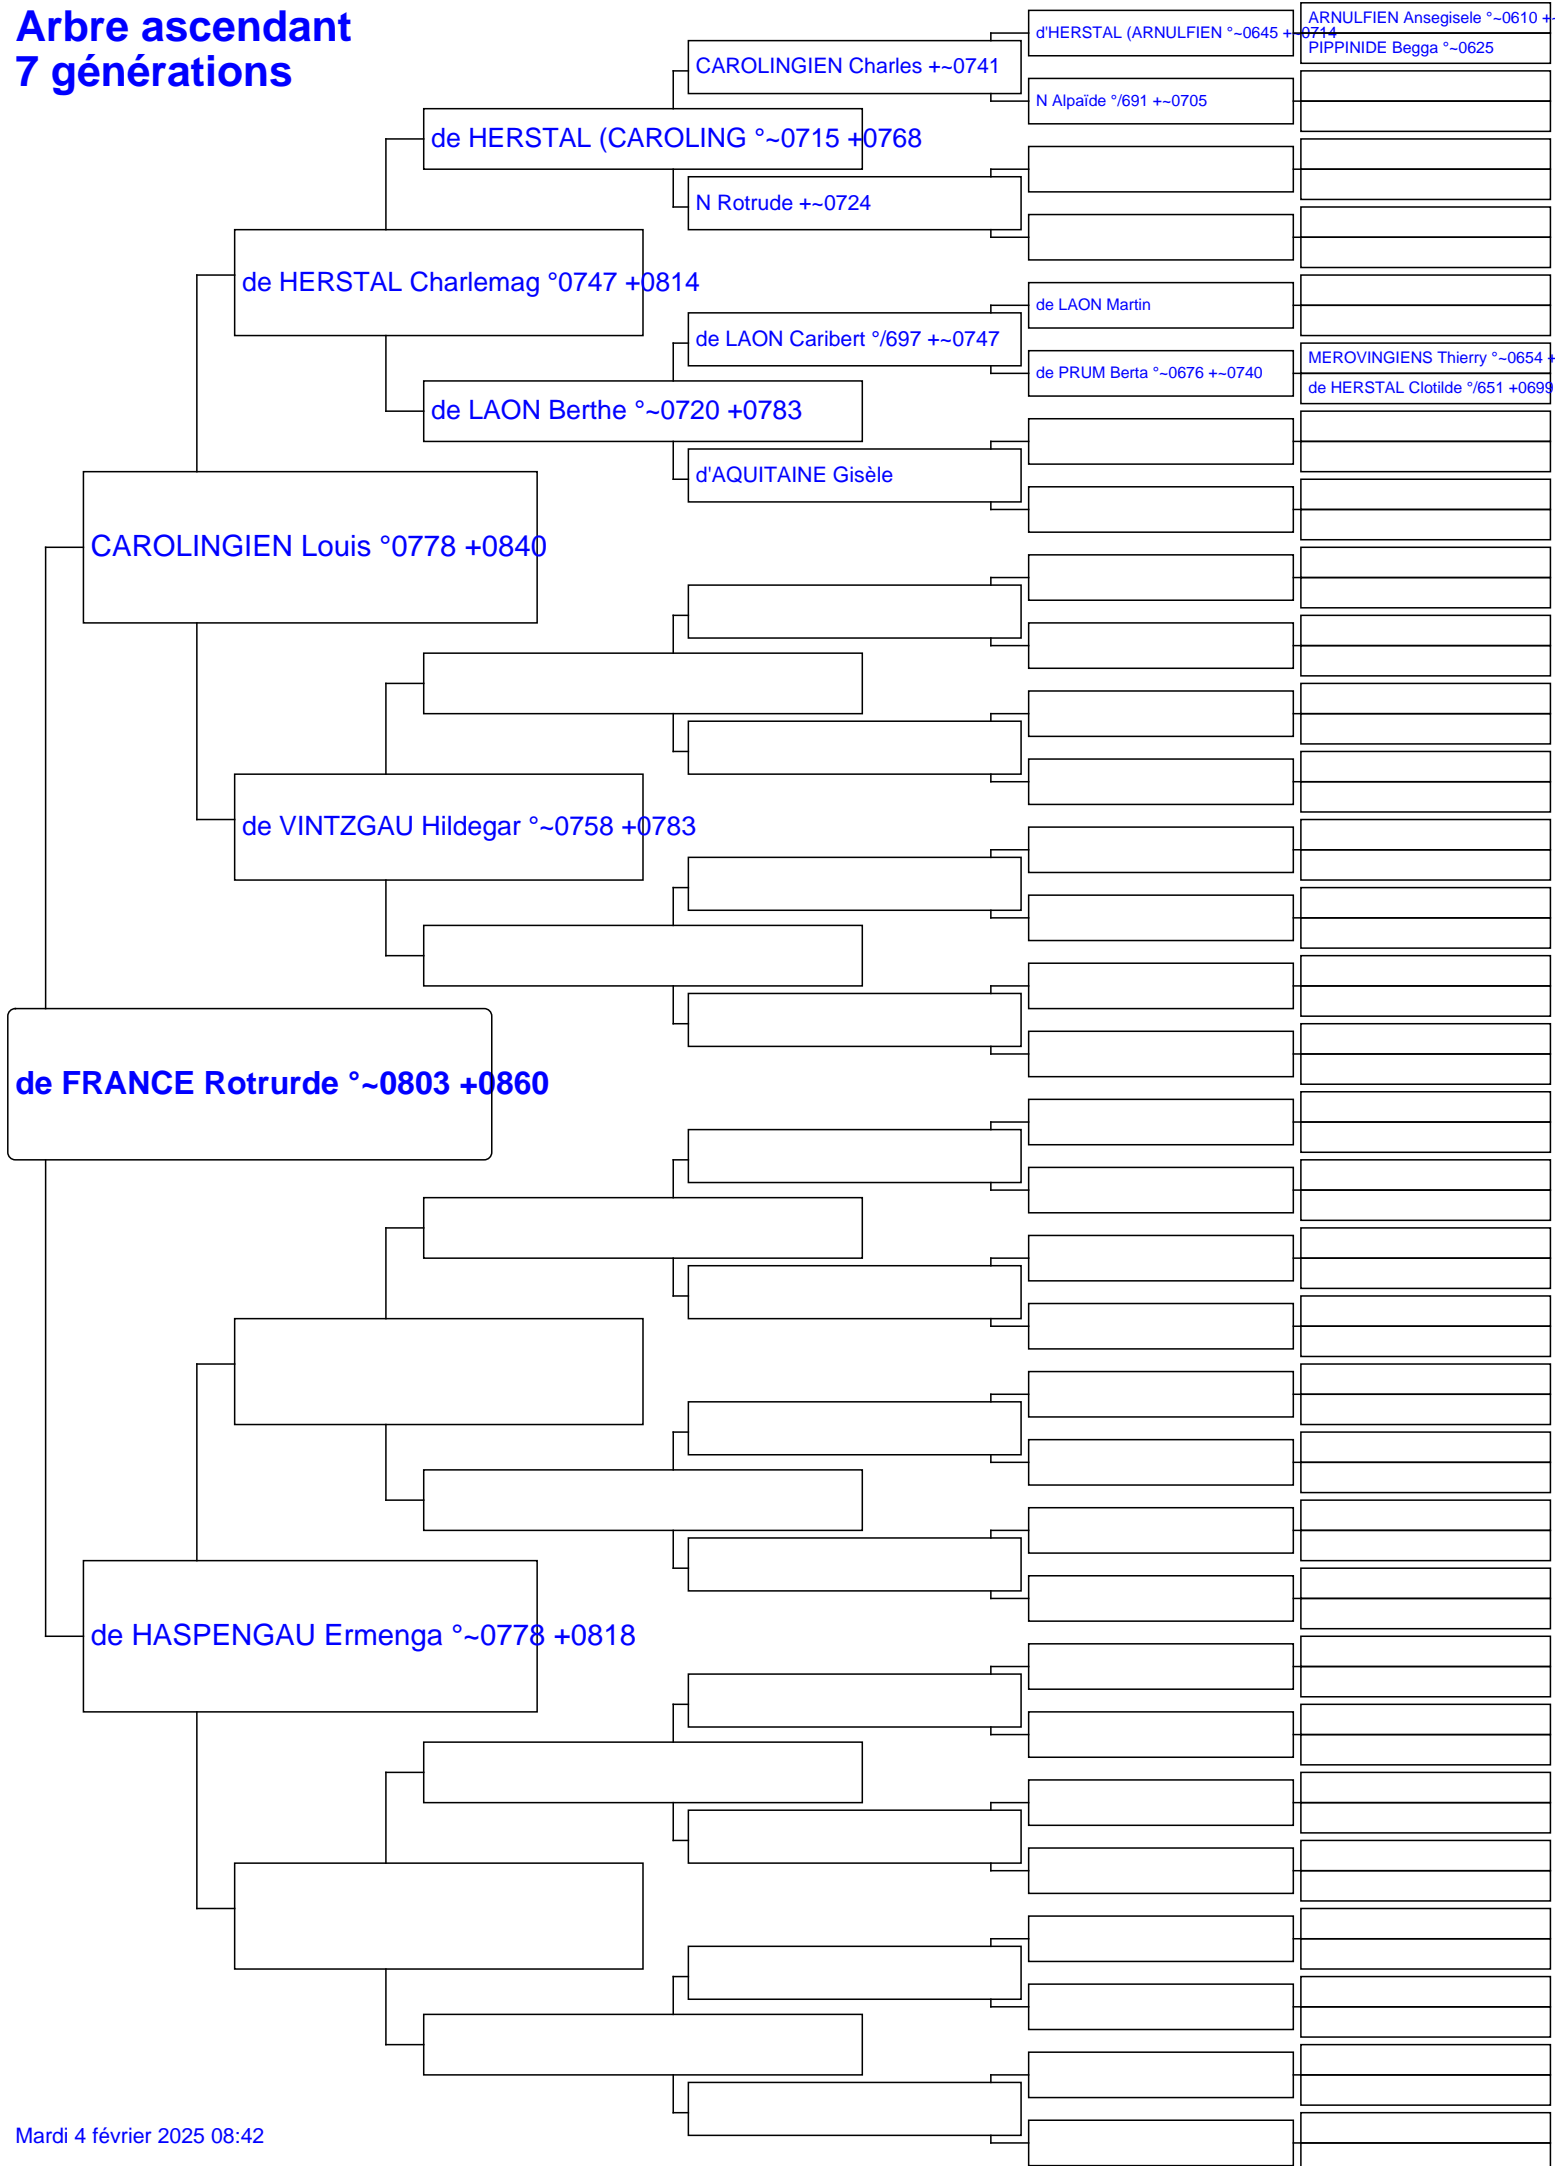 Arbre ascendant
7 générations
d'HERSTAL (ARNULFIEN °~0645 +~0714
ARNULFIEN Ansegisele °~0610 +
PIPPINIDE Begga °~0625
CAROLINGIEN Charles +~0741
N Alpaïde °/691 +~0705
de HERSTAL (CAROLING °~0715 +0768
N Rotrude +~0724
de HERSTAL Charlemag °0747 +0814
de LAON Martin
de LAON Caribert °/697 +~0747
MEROVINGIENS Thierry °~0654 +
de PRUM Berta °~0676 +~0740
de HERSTAL Clotilde °/651 +0699
de LAON Berthe °~0720 +0783
d'AQUITAINE Gisèle
CAROLINGIEN Louis °0778 +0840
de VINTZGAU Hildegar °~0758 +0783
de FRANCE Rotrurde °~0803 +0860
de HASPENGAU Ermenga °~0778 +0818
Mardi 4 février 2025 08:42